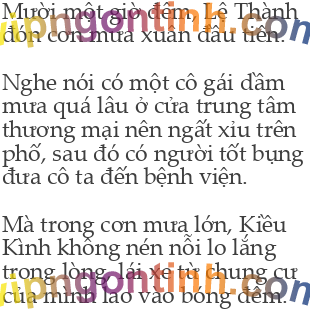 Mười một giờ đêm, Lệ Thành
đón cơn mưa xuân đầu tiên.
Nghe nói có một cô gái dầm
mưa quá lâu ở cửa trung tâm
thương mại nên ngất xỉu trên
phố, sau đó có người tốt bụng
đưa cô ta đến bệnh viện.
Mà trong cơn mưa lớn, Kiều
Kình không nén nỗi lo lắng
trong lòng, lái xe từ chung cư
của mình lao vào bóng đêm.